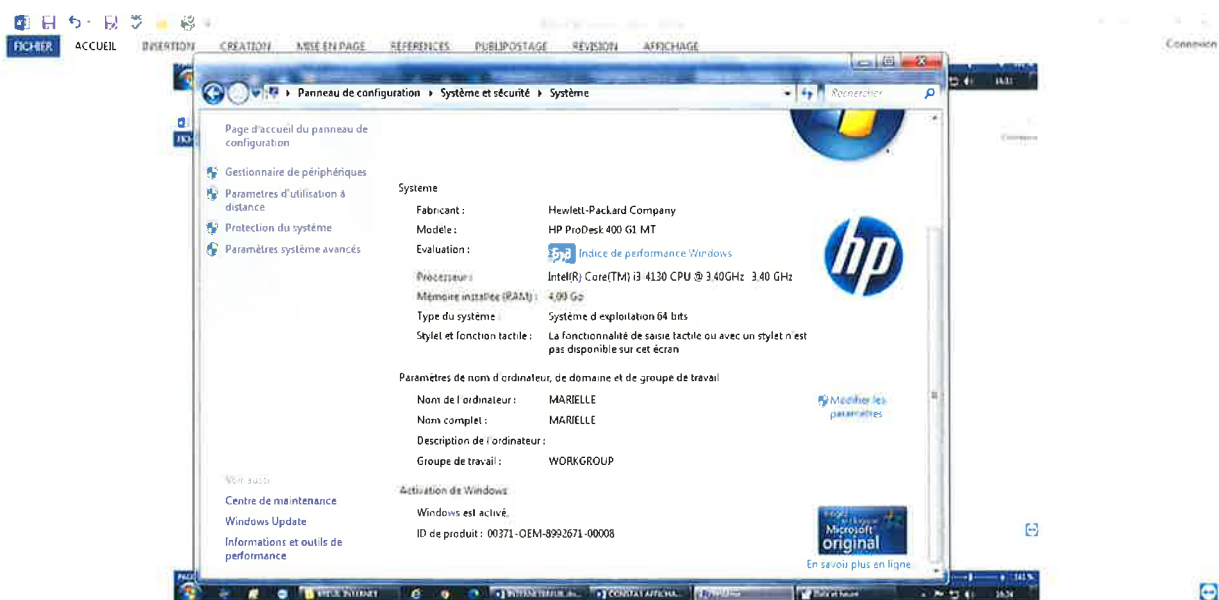 FICHIER ACCUEIL INSERTION CRÉATION MISE EN PAGE RÉFÉRENCES PUBLIPOSTAGE RÉVISION AFFICHAGE Connexion
16:33
Panneau de configuration Système et sécurité Système Rechercher
Page d'accueil du panneau de
configuration
Gestionnaire de périphériques
Paramètres d'utilisation à
distance
Protection du système
Paramètres système avancés
Système
Fabricant : Hewlett-Packard Company
Modèle : HP ProDesk 400 G1 MT
Evaluation : Indice de performance Windows
Processeur : Intel(R) Core(TM) i3-4130 CPU @ 3.40GHz 3,40 GHz
Mémoire installée (RAM) : 4,00 Go
Type du système : Système d'exploitation 64 bits
Stylet et fonction tactile : La fonctionnalité de saisie tactile ou avec un stylet n'est
pas disponible sur cet écran
hp
Paramètres de nom d'ordinateur, de domaine et de groupe de travail
Nom de l'ordinateur : MARIELLE
Nom complet : MARIELLE
Description de l'ordinateur :
Groupe de travail : WORKGROUP
Modifier les
paramètres
Voir aussi
Centre de maintenance
Windows Update
Informations et outils de
performance
Activation de Windows
Windows est activé.
ID de produit : 00371-OEM-8992671-00008
Microsoft
original
En savoir plus en ligne
16:34